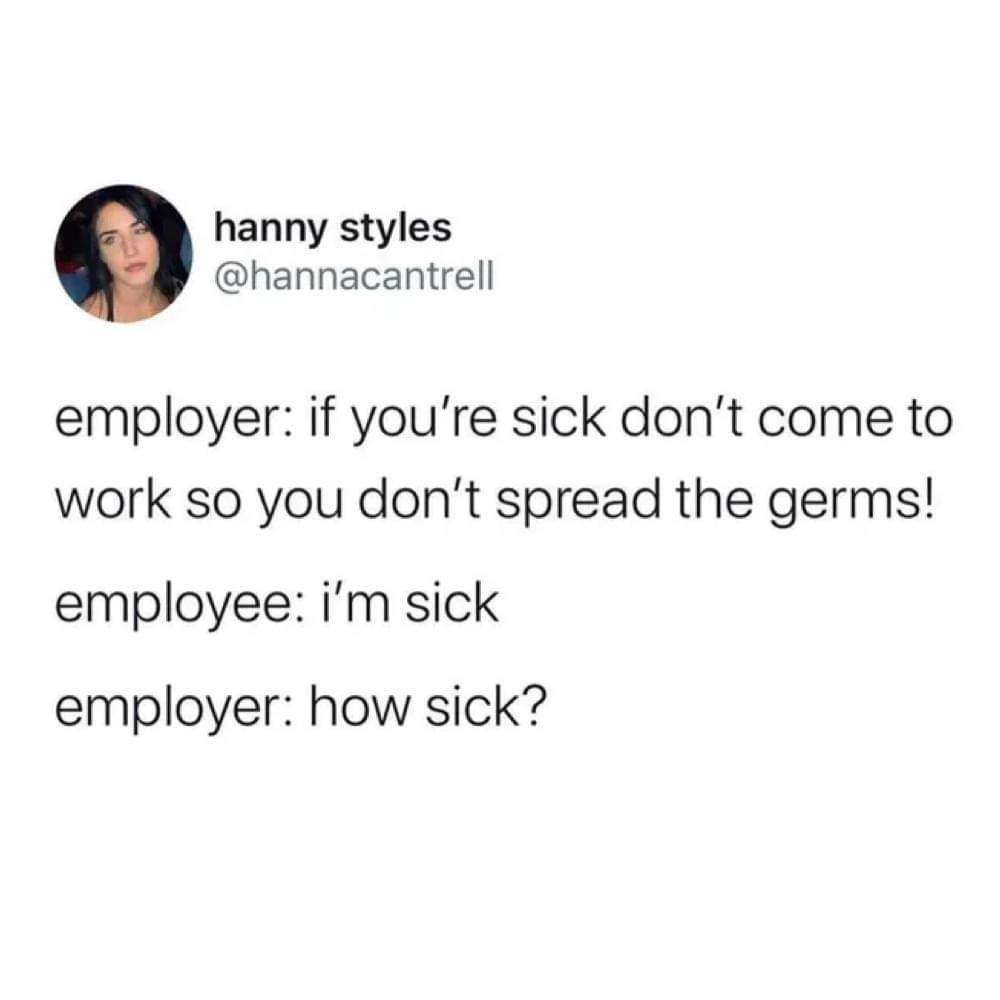 hanny styles
@hannacantrell
employer: if you’re sick don’t come to
work so you don’t spread the germs!
employee: i’m sick
employer: how sick?